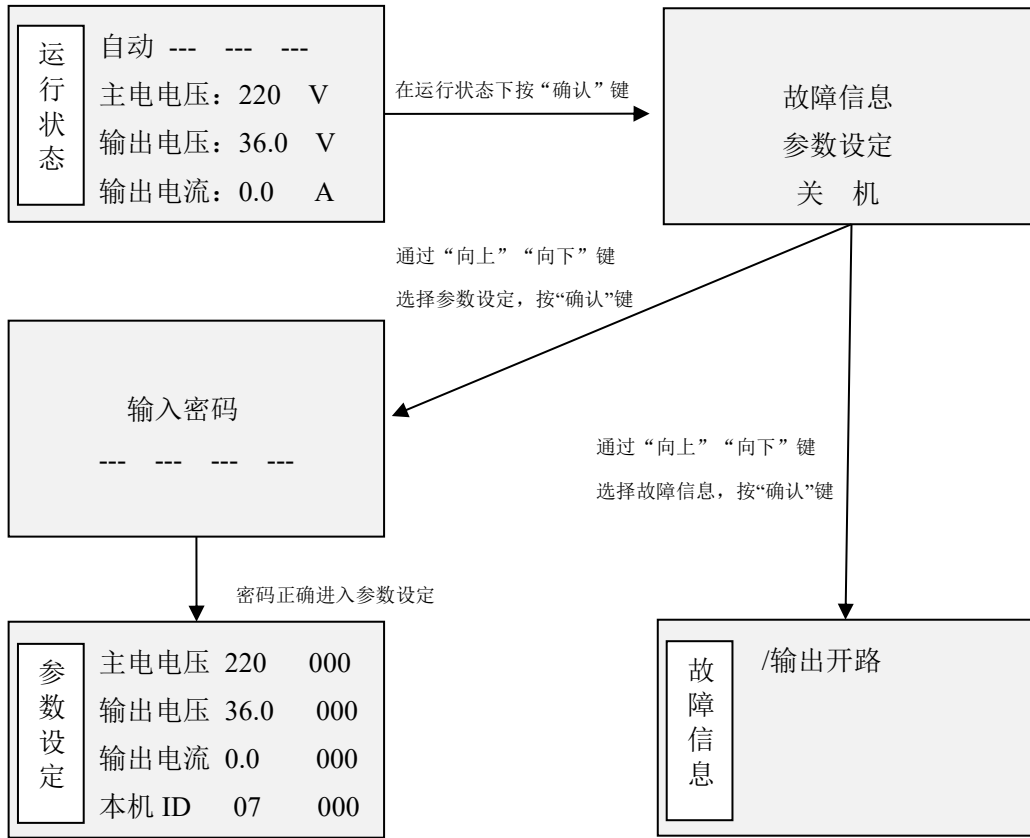 运行状态
自动 --- --- ---
主电电压：220 V
输出电压：36.0 V
输出电流：0.0 A
在运行状态下按“确认”键
故障信息
参数设定
关 机
通过“向上”“向下”键
选择参数设定，按“确认”键
输入密码
--- --- --- ---
通过“向上”“向下”键
选择故障信息，按“确认”键
密码正确进入参数设定
参数设定
主电电压 220 000
输出电压 36.0 000
输出电流 0.0 000
本机 ID 07 000
故障信息
/输出开路